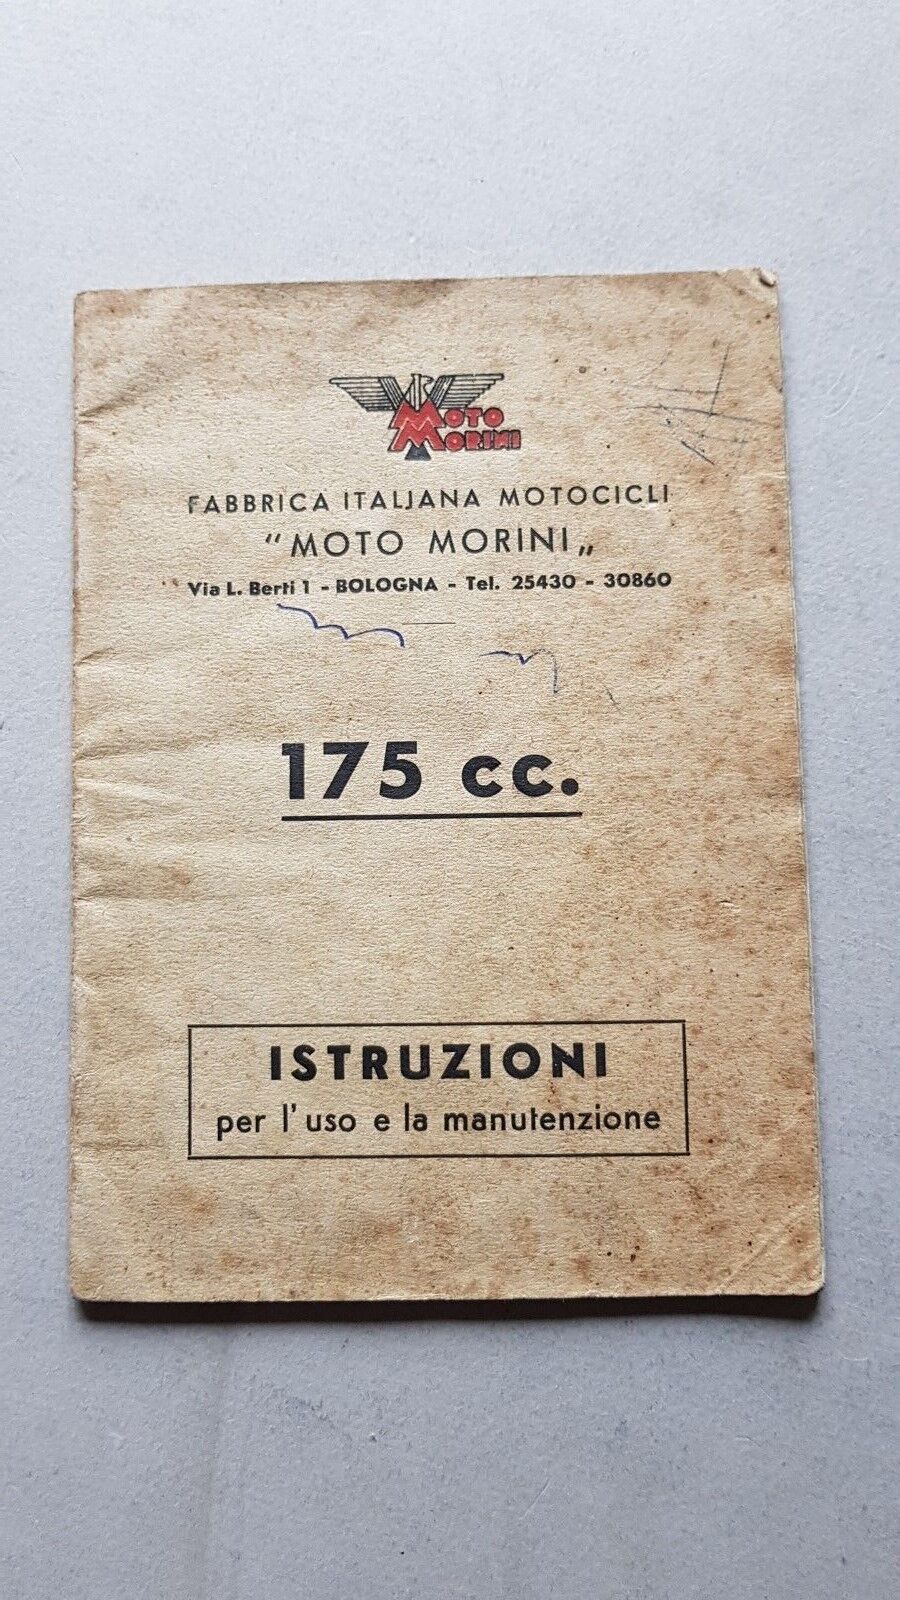 MOTO
MORINI
FABBRICA ITALJANA MOTOCICLI
"MOTO MORINI„
Via L. Berti 1 - BOLOGNA - Tel. 25430 - 30860
175 cc.
ISTRUZIONI
per l'uso e la manutenzione